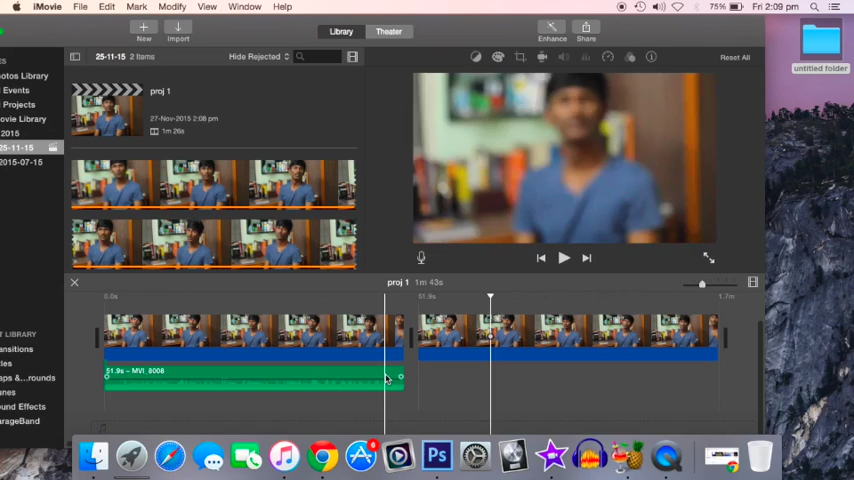 iMovie File Edit Mark Modify View Window Help 75% Fri 2:09 pm
New Import Library Theater Enhance Share
25-11-15 2 Items Hide Rejected Reset All
untitled folder
otos Library
l Events
l Projects
ovie Library
2015
25-11-15
2015-07-15
proj 1
27-Nov-2015 2:08 pm
1m 26s
proj 1 1m 43s
0.0s 51.9s 1.7m
51.9s – MVI_8008
T LIBRARY
ansitions
tles
aps &...rounds
unes
ound Effects
arageBand
6
Ps